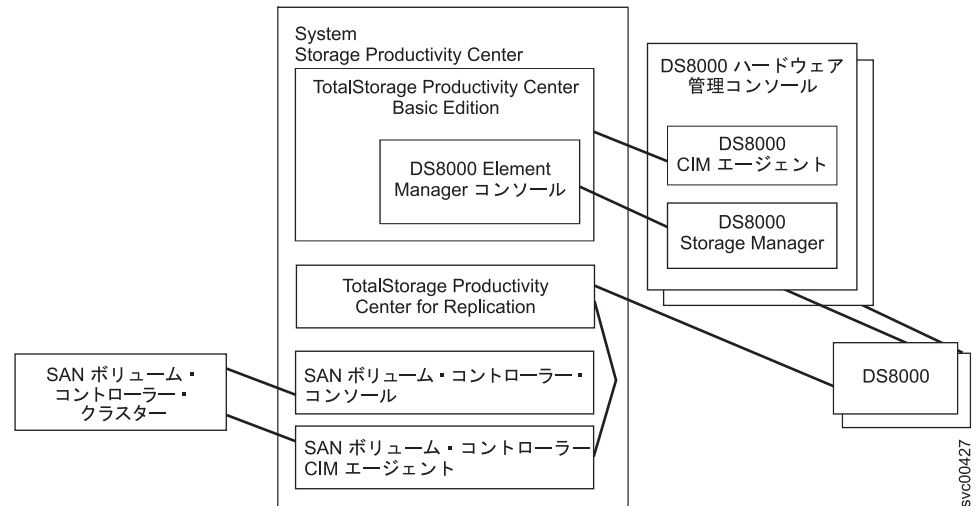 System
Storage Productivity Center
TotalStorage Productivity Center
Basic Edition
DS8000 Element
Manager コンソール
TotalStorage Productivity
Center for Replication
SAN ボリューム・コントローラー・
コンソール
SAN ボリューム・コントローラー
CIM エージェント
SAN ボリューム・
コントローラー・
クラスター
DS8000 ハードウェア
管理コンソール
DS8000
CIM エージェント
DS8000
Storage Manager
DS8000
svc00427